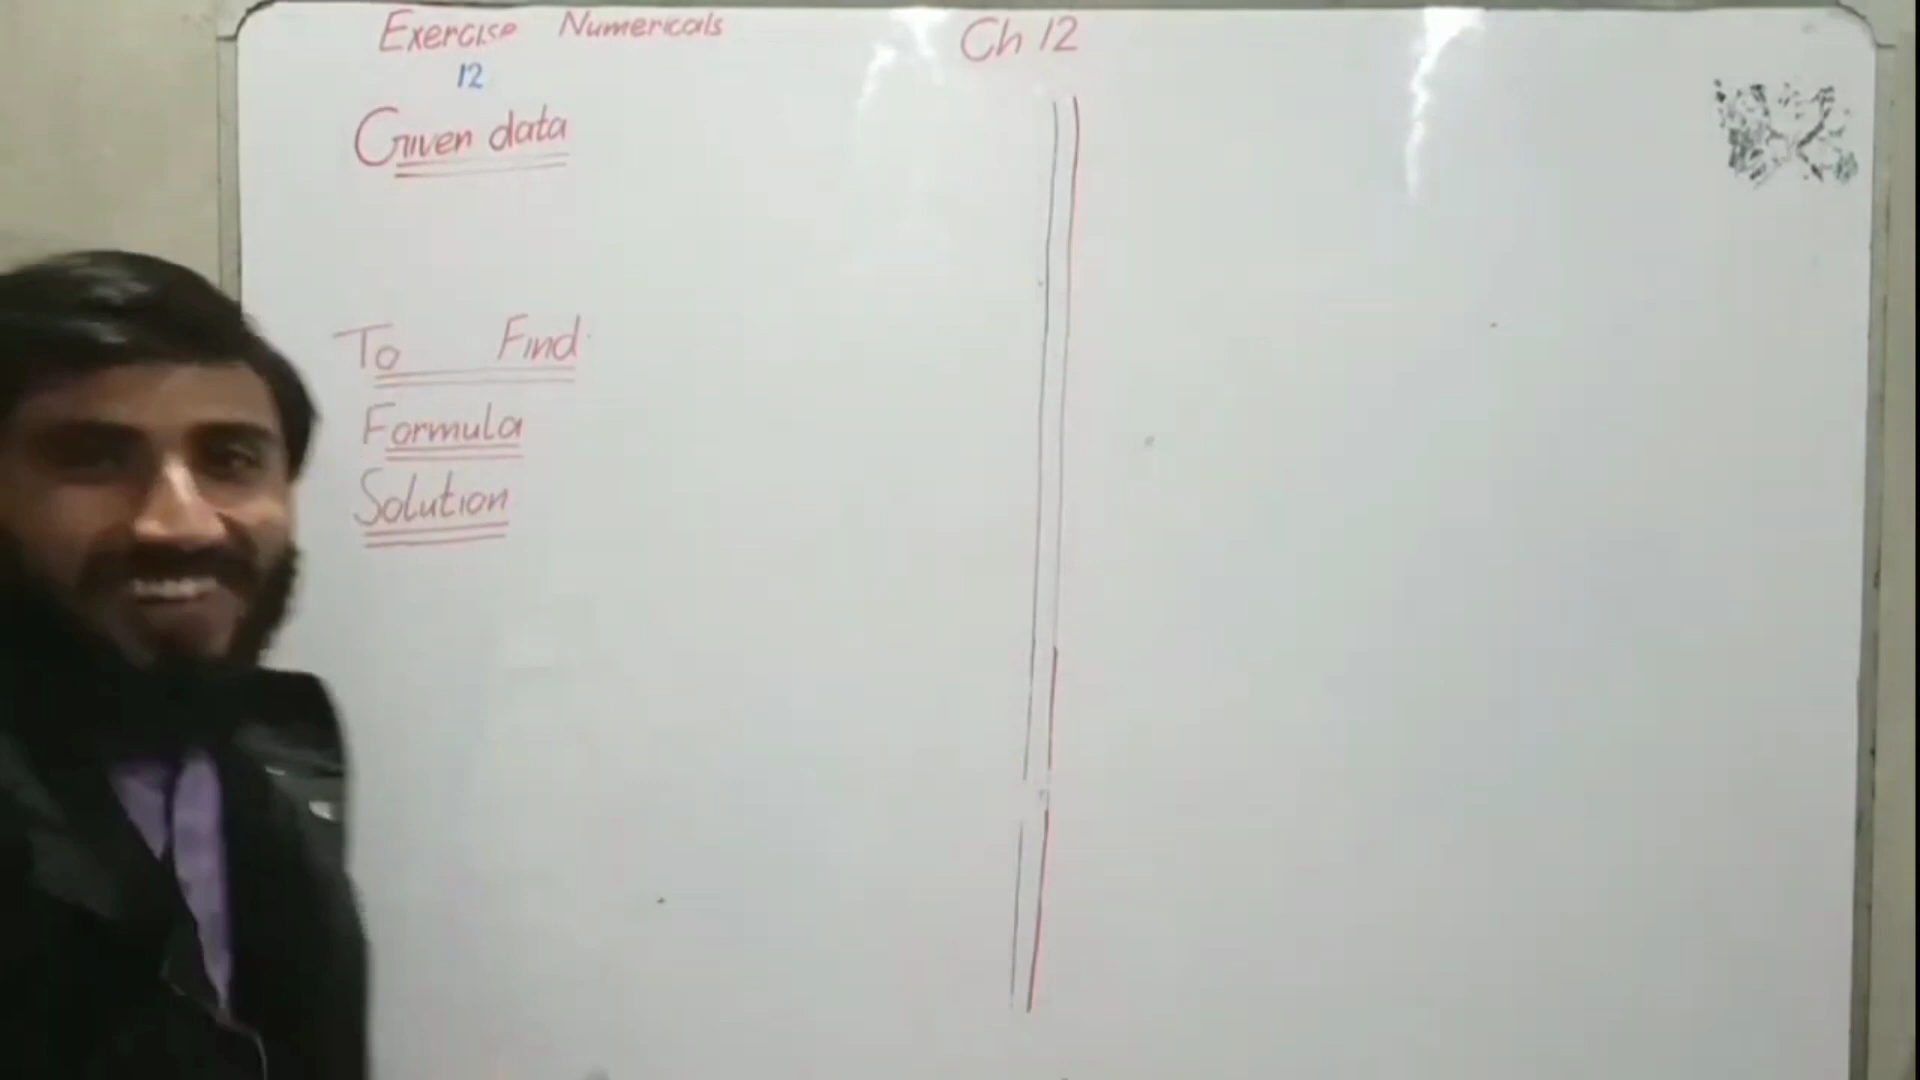 Exercise Numericals
Ch 12
12
Given data
To Find
Formula
Solution